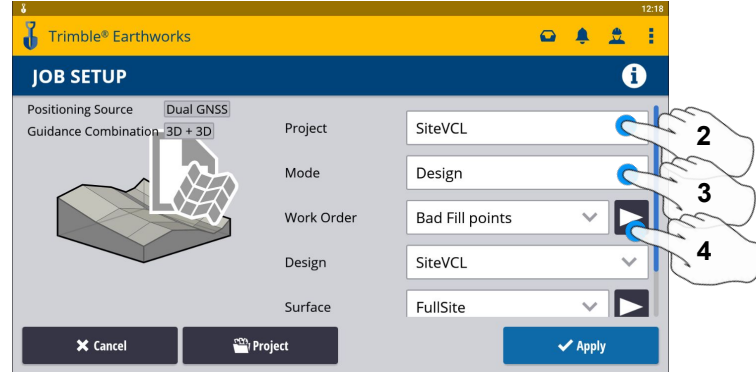 12:18
Trimble® Earthworks
JOB SETUP
Positioning Source Dual GNSS
Guidance Combination 3D + 3D
Project SiteVCL
2
Mode Design
3
Work Order Bad Fill points
4
Design SiteVCL
Surface FullSite
Cancel Project Apply